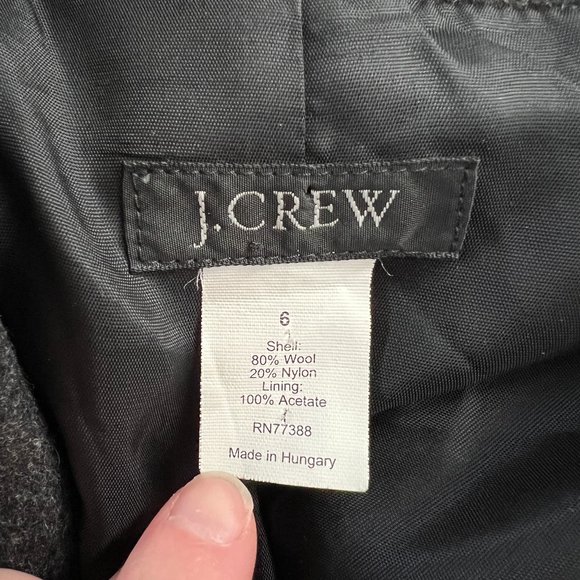 J.CREW
6
Shell:
80% Wool
20% Nylon
Lining:
100% Acetate
RN77388
Made in Hungary